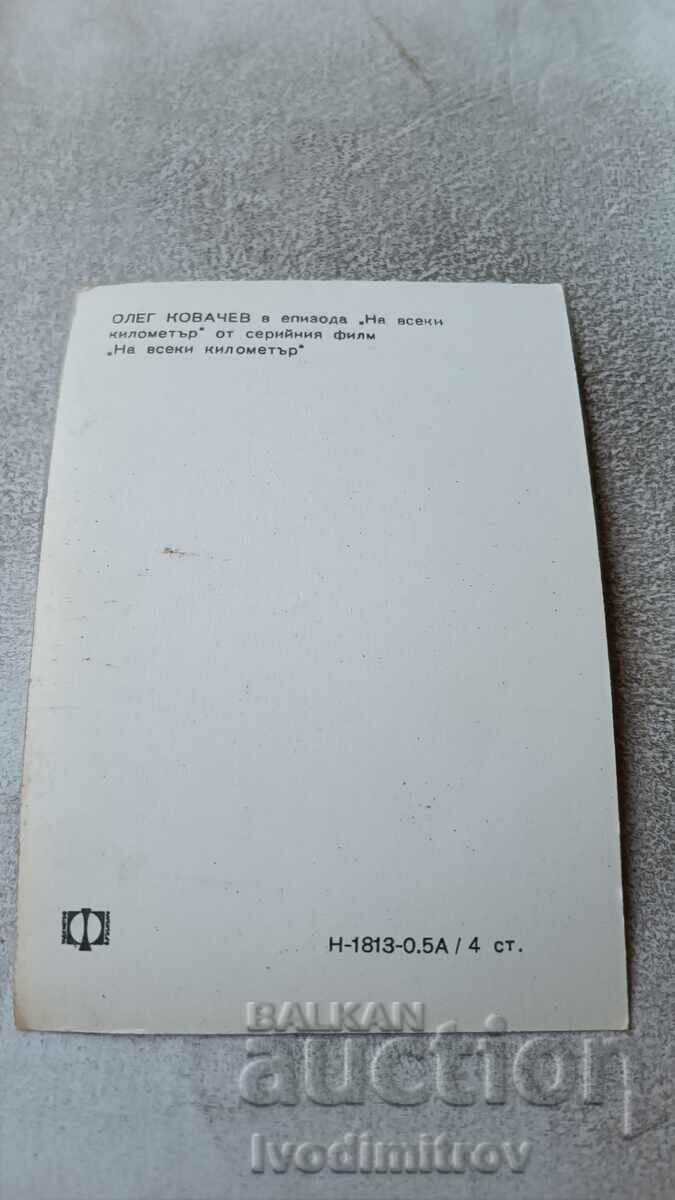 ОЛЕГ КОВАЧЕВ в епизода „На всеки
километър“ от серийния филм
„На всеки километър“
Ф
Н-1813-0.5А / 4 ст.
BALKAN
auction
Ivodimitrov